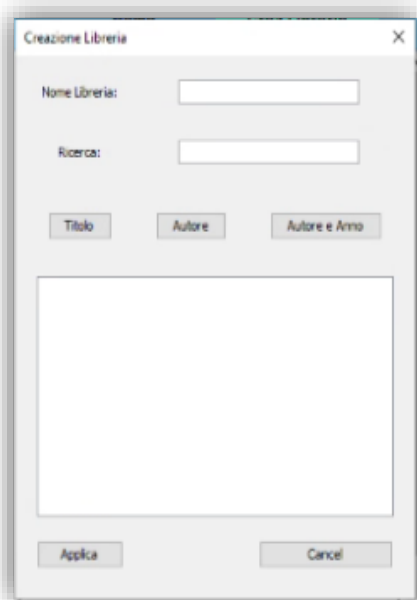 Creazione Libreria
Nome Libreria:
Ricerca:
Titolo Autore Autore e Anno
Applica Cancel